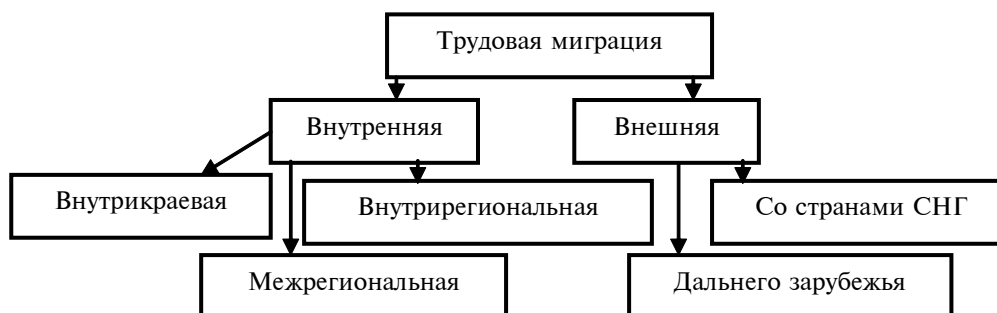 Трудовая миграция
Внутренняя
Внешняя
Внутрикраевая
Внутрирегиональная
Со странами СНГ
Межрегиональная
Дальнего зарубежья